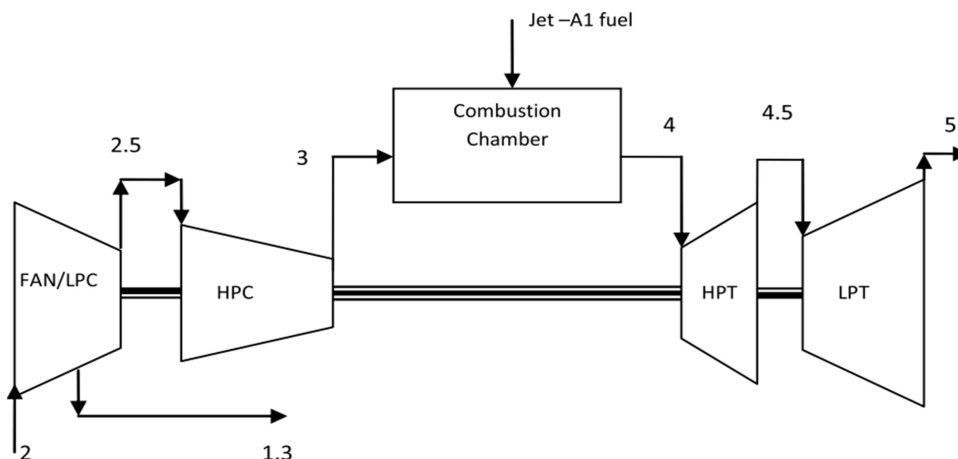 Jet –A1 fuel
Combustion
Chamber
4.5
4
5
2.5
3
FAN/LPC
HPC
HPT
LPT
2
1.3